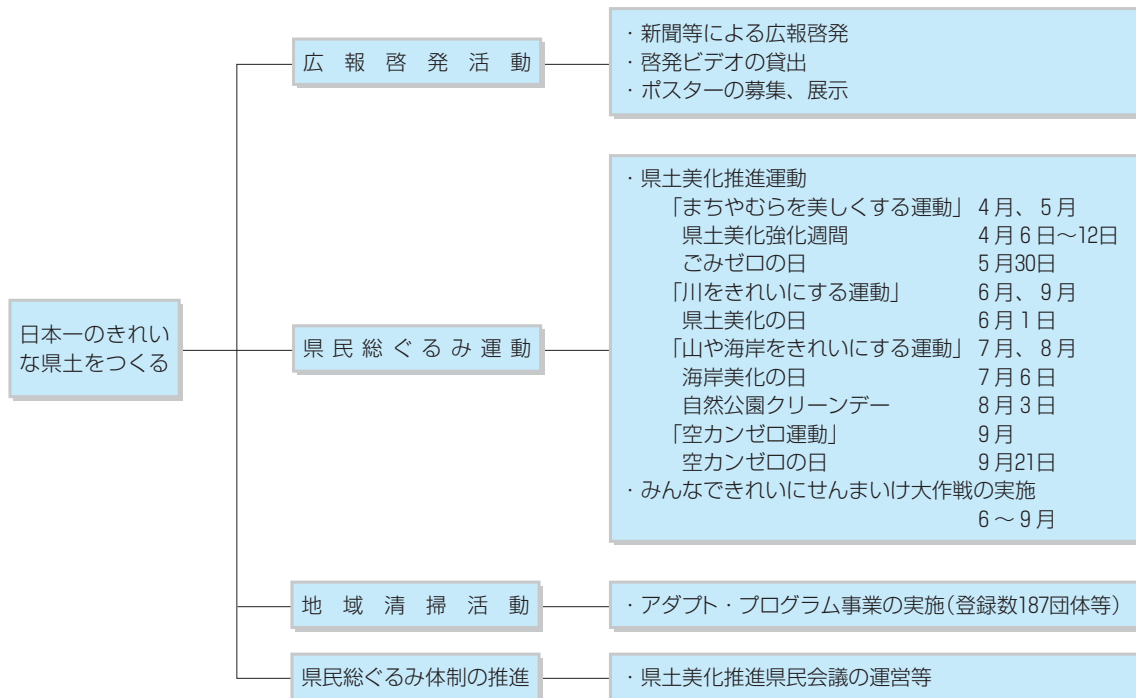 日本一のきれい
な県土をつくる
広報啓発活動
・新聞等による広報啓発
・啓発ビデオの貸出
・ポスターの募集、展示
県民総ぐるみ運動
・県土美化推進運動
「まちやむらを美しくする運動」 4月、5月
県土美化強化週間 4月6日～12日
ごみゼロの日 5月30日
「川をきれいにする運動」 6月、9月
県土美化の日 6月1日
「山や海岸をきれいにする運動」 7月、8月
海岸美化の日 7月6日
自然公園クリーンデー 8月3日
「空カンゼロ運動」 9月
空カンゼロの日 9月21日
・みんなできれいにせんまいけ大作戦の実施
6～9月
地域清掃活動
・アダプト・プログラム事業の実施(登録数187団体等)
県民総ぐるみ体制の推進
・県土美化推進県民会議の運営等